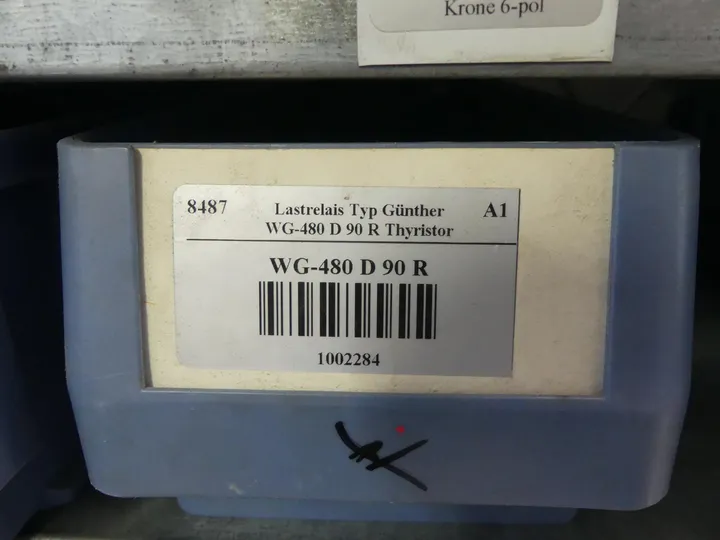 Krone 6-pol
8487 Lastrelais Typ Günther A1
WG-480 D 90 R Thyristor
WG-480 D 90 R
1002284